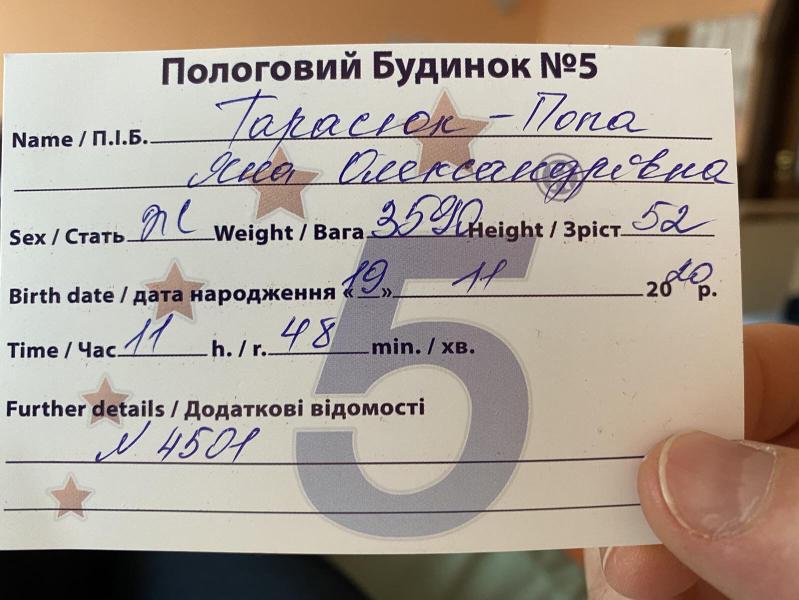 Пологовий Будинок №5
Name / П.І.Б. Тарасюк - Попа
Яна Олександрівна
Sex / Стать ж Weight / Вага 3590 Height / Зріст 52
Birth date / дата народження « 19 » 11 2020 р.
Time / Час 11 h. / г. 48 min. / хв.
Further details / Додаткові відомості
N 4501
5